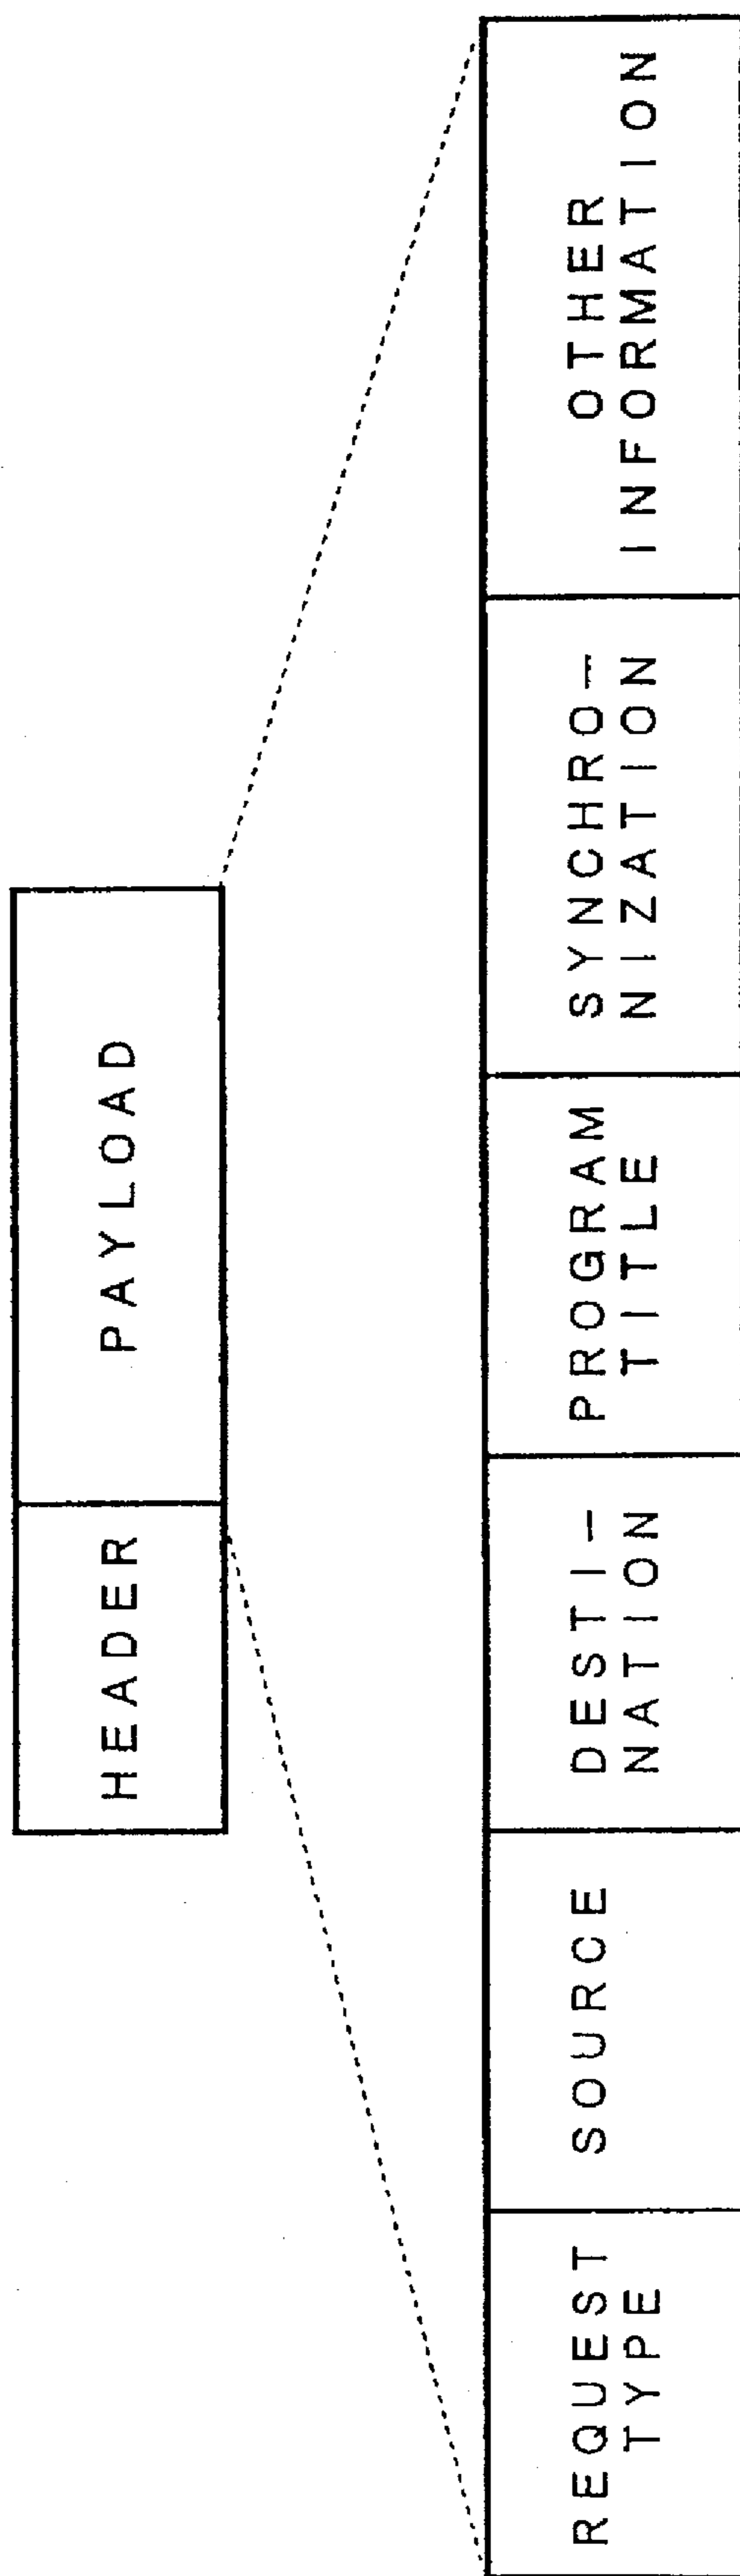 HEADER
PAYLOAD
REQUEST
TYPE
SOURCE
DESTI-
NATION
PROGRAM
TITLE
SYNCHRO-
NIZATION
OTHER
INFORMATION